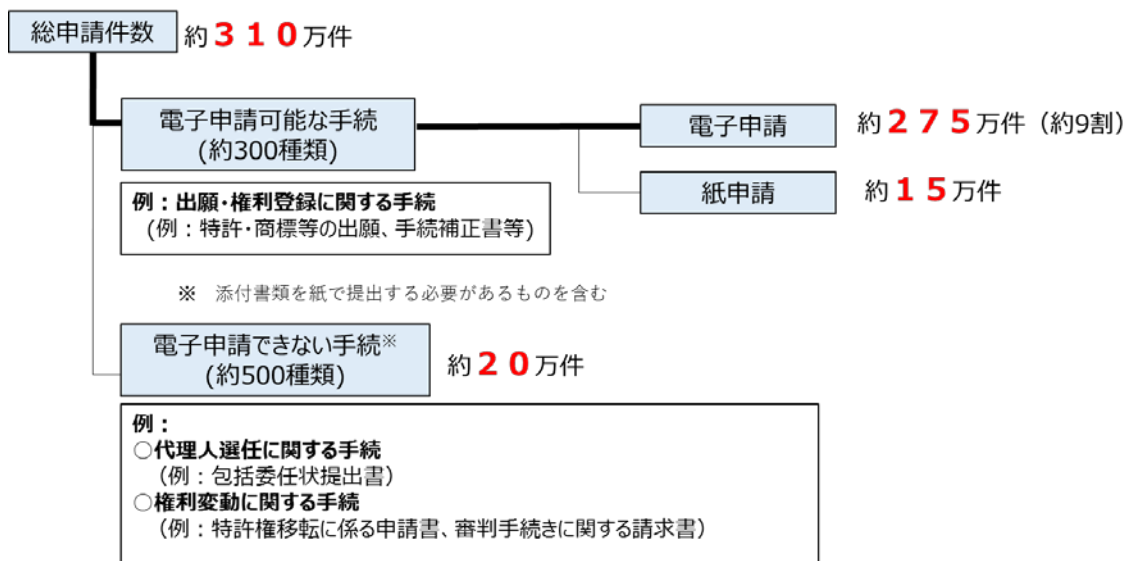 総申請件数 約310万件
電子申請可能な手続
(約300種類)
電子申請 約275万件（約9割）
紙申請 約15万件
例：出願・権利登録に関する手続
(例：特許・商標等の出願、手続補正書等)
※　添付書類を紙で提出する必要があるものを含む
電子申請できない手続※
(約500種類)
約20万件
例：
○代理人選任に関する手続
（例：包括委任状提出書）
○権利変動に関する手続
（例：特許権移転に係る申請書、審判手続きに関する請求書）